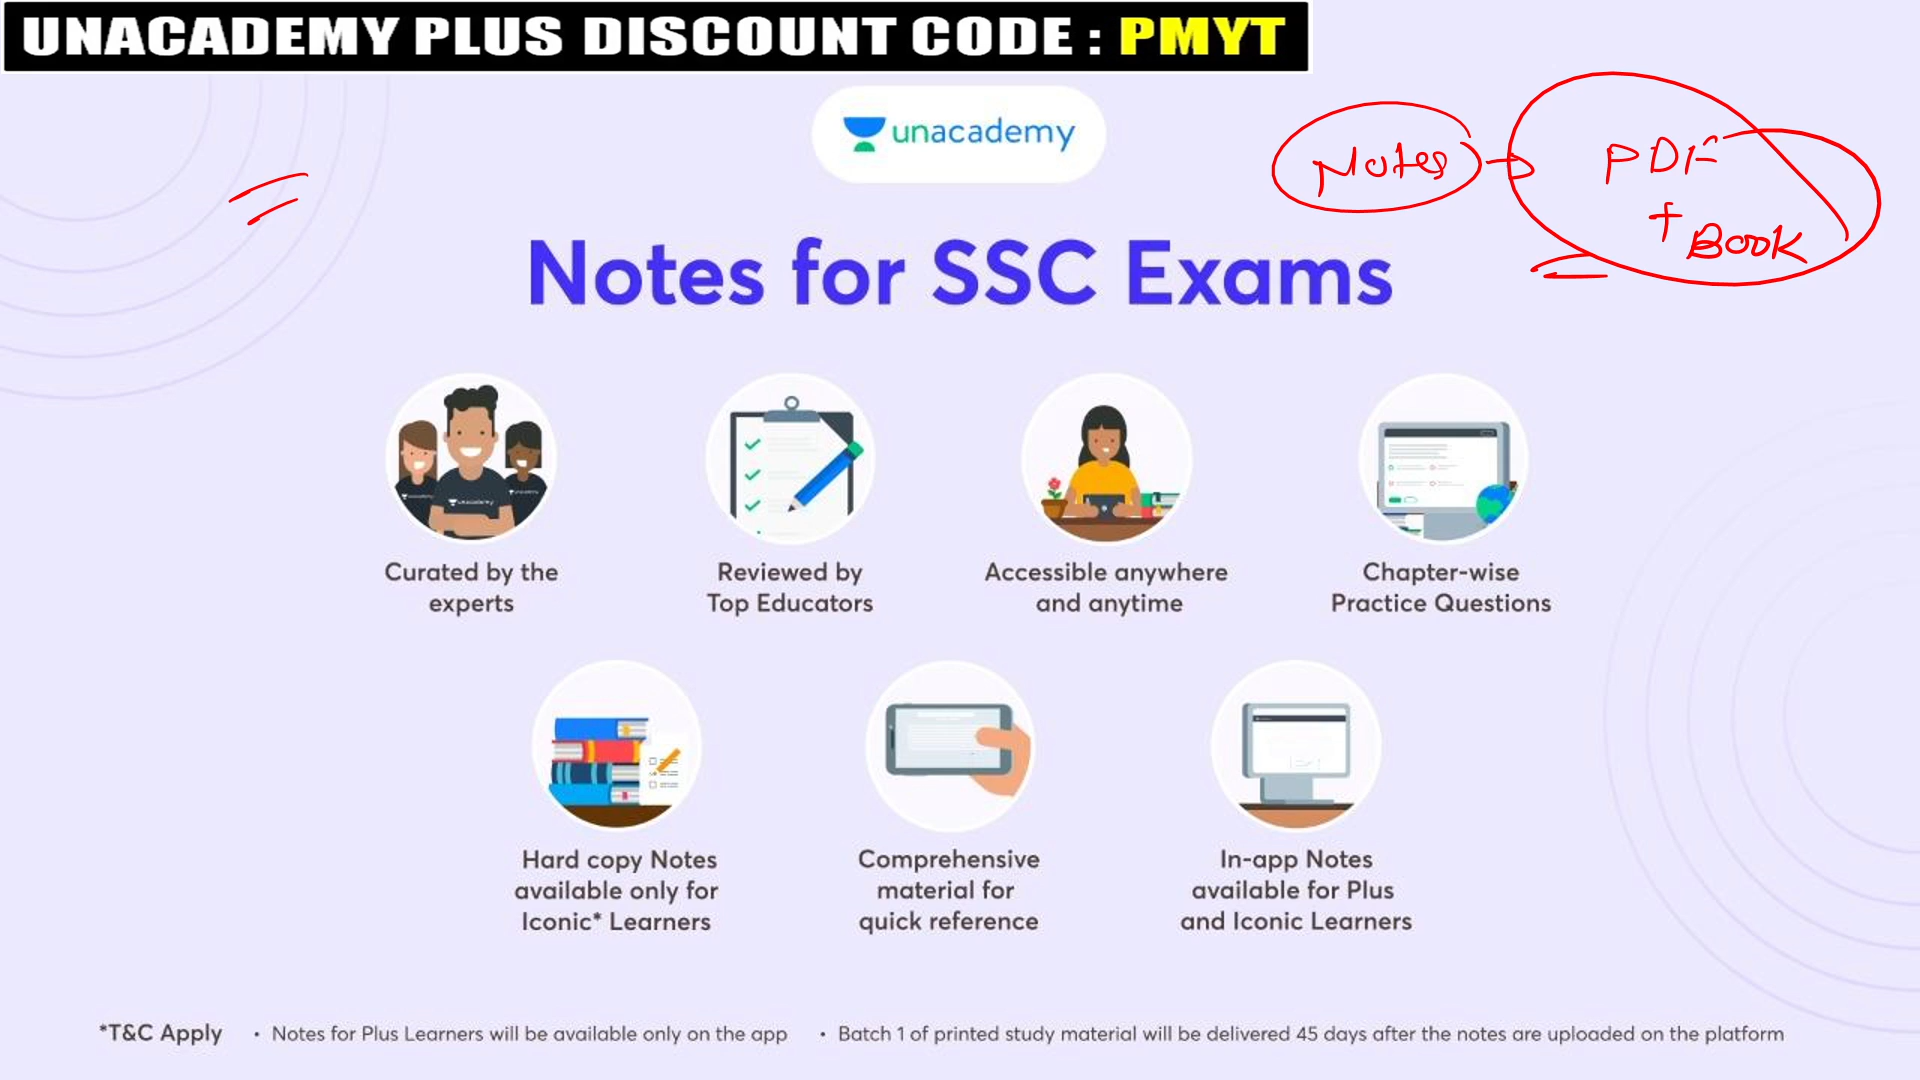 UNACADEMY PLUS DISCOUNT CODE : PMYT
unacademy
Notes → PDF
+ BOOK
Notes for SSC Exams
unacademy
unacademy
unacademy
Curated by the
experts
Reviewed by
Top Educators
Accessible anywhere
and anytime
Chapter-wise
Practice Questions
Hard copy Notes
available only for
Iconic* Learners
Comprehensive
material for
quick reference
In-app Notes
available for Plus
and Iconic Learners
*T&C Apply • Notes for Plus Learners will be available only on the app • Batch 1 of printed study material will be delivered 45 days after the notes are uploaded on the platform